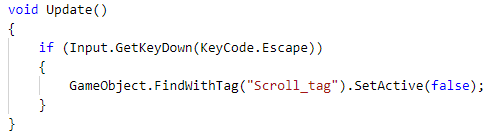 void Update()
{
    if (Input.GetKeyDown(KeyCode.Escape))
    {
        GameObject.FindWithTag("Scroll_tag").SetActive(false);
    }
}